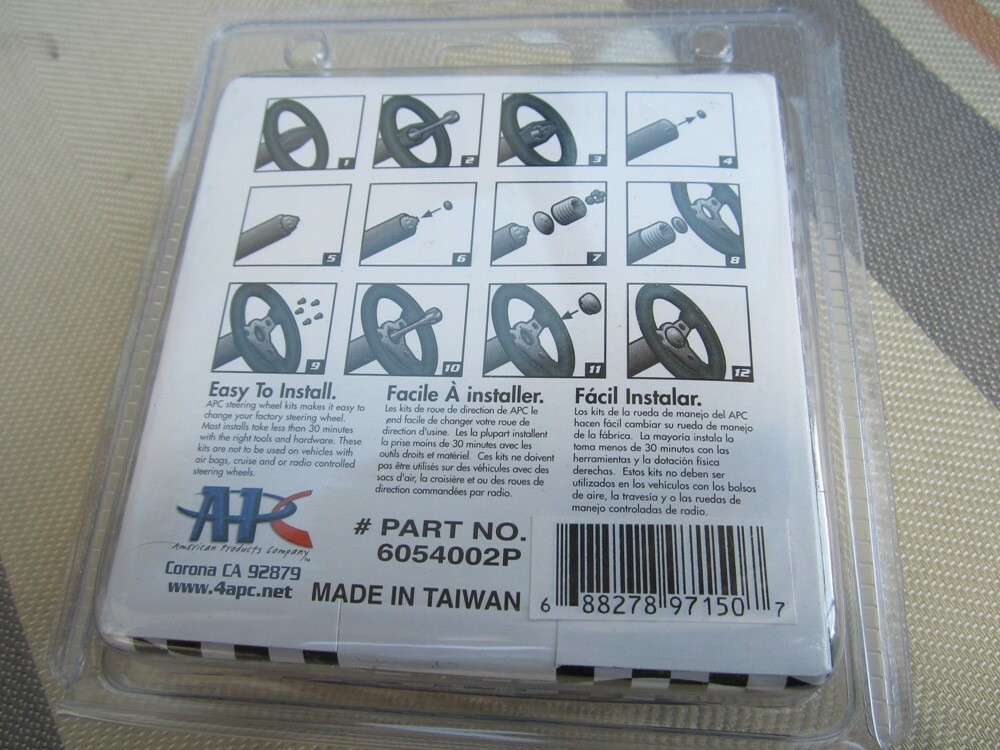 1
2
3
4
5
6
7
8
9
10
11
12
Easy To Install.
APC steering wheel kits makes it easy to
change your factory steering wheel.
Most installs take less than 30 minutes
with the right tools and hardware. These
kits are not to be used on vehicles with
air bags, cruise and or radio controlled
steering wheels.
Facile À installer.
Les kits de roue de direction de APC le
rend facile de changer votre roue de
direction d'usine. Les la plupart installent
la prise moins de 30 minutes avec les
outils droits et matériel. Ces kits ne doivent
pas être utilisés sur des véhicules avec des
sacs d'air, la croisière et ou des roues de
direction commandées par radio.
Fácil Instalar.
Los kits de la rueda de manejo del APC
hacen fácil cambiar su rueda de manejo
de la fábrica. La mayoria instala la
toma menos de 30 minutos con las
herramientas y la dotación física
derechas. Estos kits no deben ser
utilizados en los vehículos con los bolsos
de aire, la travesía y o las ruedas de
manejo controladas de radio.
APC
American Products Company™
Corona CA 92879
www.4apc.net
# PART NO.
6054002P
MADE IN TAIWAN
6 88278 97150 7